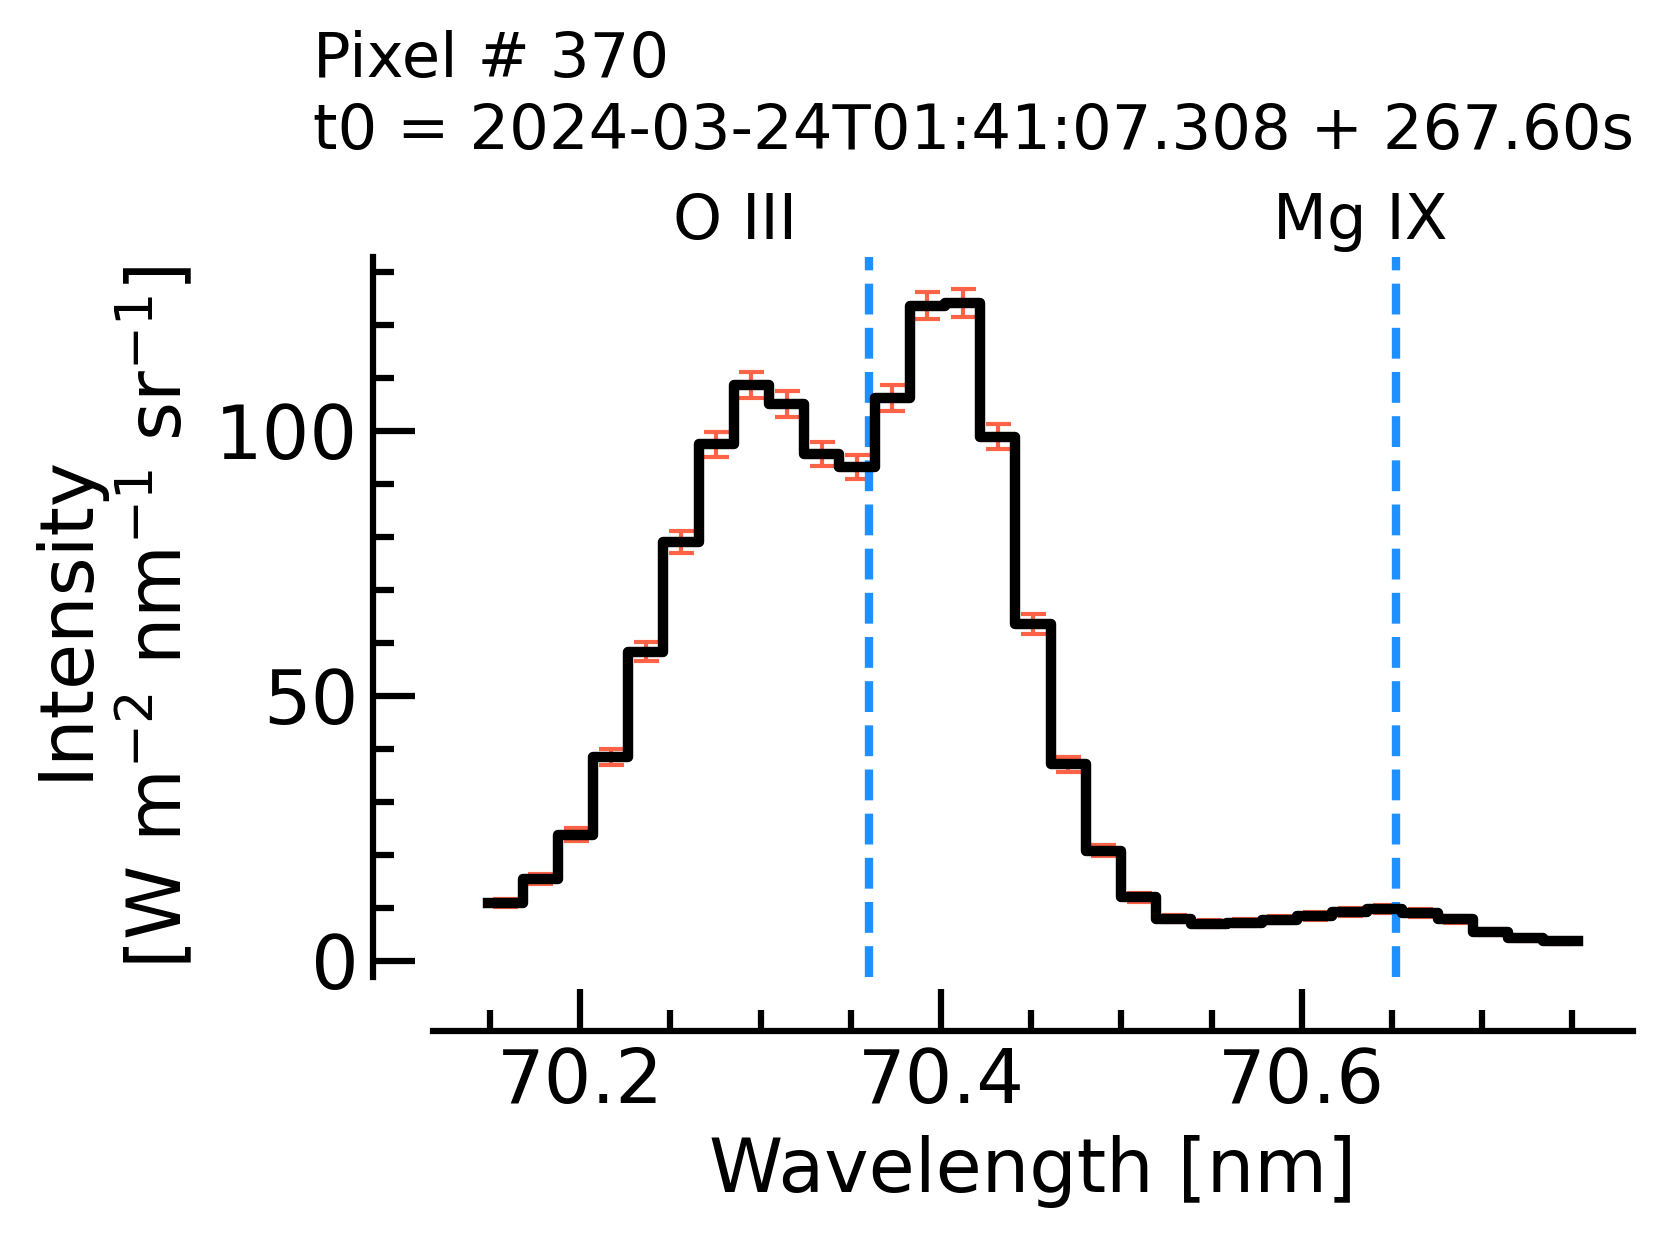 Pixel # 370
t0 = 2024-03-24T01:41:07.308 + 267.60s
O III
Mg IX
Intensity
[W m⁻² nm⁻¹ sr⁻¹]
100
50
0
70.2
70.4
70.6
Wavelength [nm]